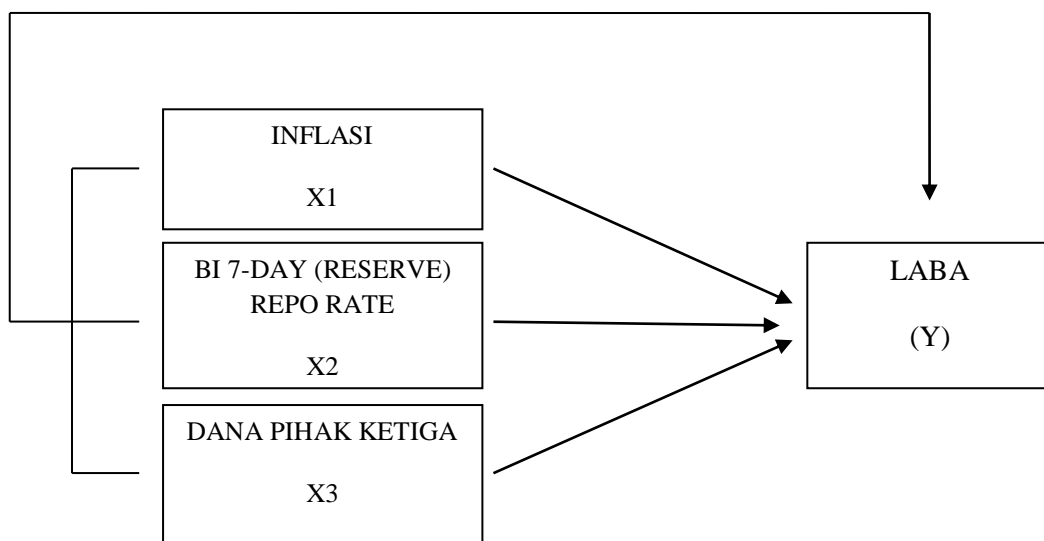 INFLASI
X1
BI 7-DAY (RESERVE)
REPO RATE
X2
DANA PIHAK KETIGA
X3
LABA
(Y)